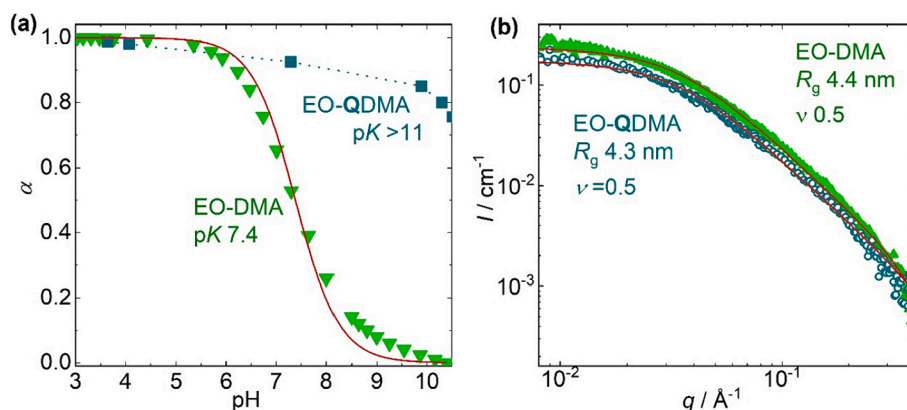 (a)
1.0
0.8
0.6
0.4
0.2
0.0
α
EO-QDMA
pK >11
EO-DMA
pK 7.4
3 4 5 6 7 8 9 10
pH
(b)
10⁻¹
10⁻²
10⁻³
I / cm⁻¹
EO-DMA
Rg 4.4 nm
ν 0.5
EO-QDMA
Rg 4.3 nm
ν =0.5
10⁻² 10⁻¹
q / Å⁻¹